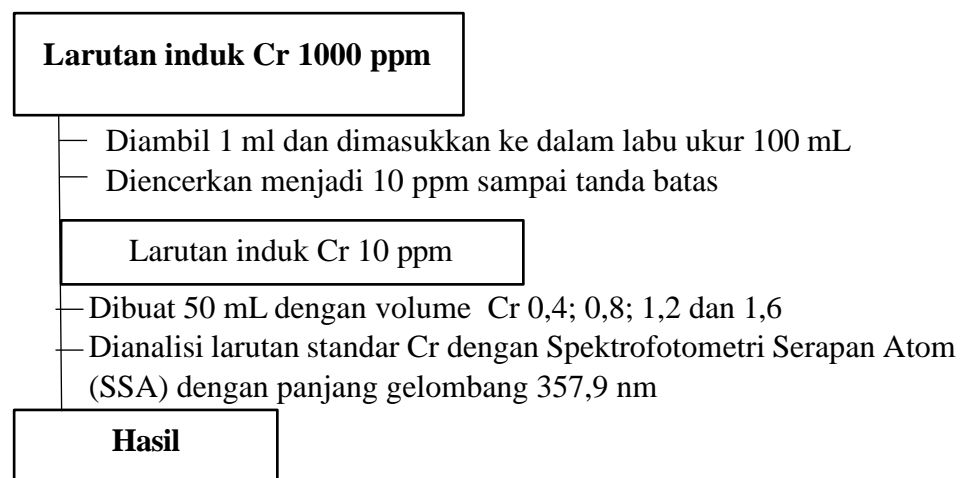 Larutan induk Cr 1000 ppm
Diambil 1 ml dan dimasukkan ke dalam labu ukur 100 mL
Diencerkan menjadi 10 ppm sampai tanda batas
Larutan induk Cr 10 ppm
Dibuat 50 mL dengan volume Cr 0,4; 0,8; 1,2 dan 1,6
Dianalisi larutan standar Cr dengan Spektrofotometri Serapan Atom
(SSA) dengan panjang gelombang 357,9 nm
Hasil